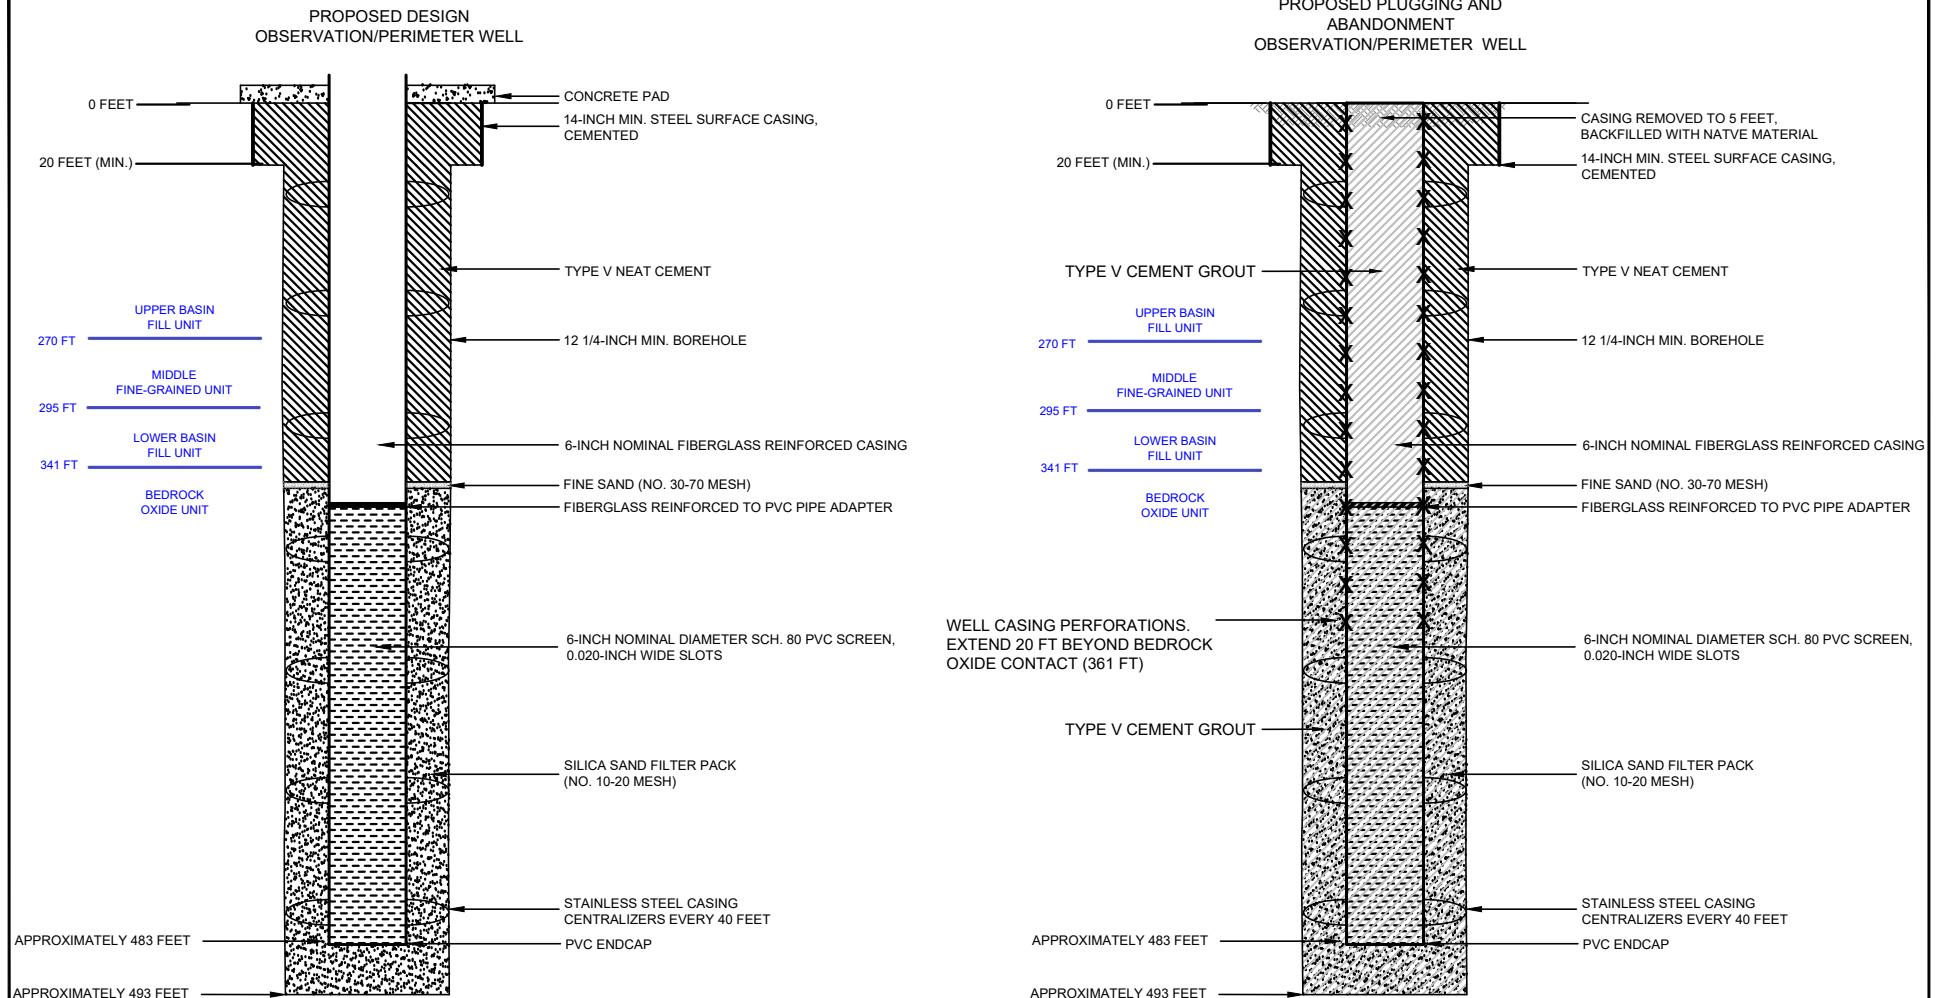 PROPOSED DESIGN
OBSERVATION/PERIMETER WELL
0 FEET
CONCRETE PAD
14-INCH MIN. STEEL SURFACE CASING,
CEMENTED
20 FEET (MIN.)
TYPE V NEAT CEMENT
UPPER BASIN
FILL UNIT
270 FT
12 1/4-INCH MIN. BOREHOLE
MIDDLE
FINE-GRAINED UNIT
295 FT
LOWER BASIN
FILL UNIT
6-INCH NOMINAL FIBERGLASS REINFORCED CASING
341 FT
FINE SAND (NO. 30-70 MESH)
BEDROCK
OXIDE UNIT
FIBERGLASS REINFORCED TO PVC PIPE ADAPTER
6-INCH NOMINAL DIAMETER SCH. 80 PVC SCREEN,
0.020-INCH WIDE SLOTS
SILICA SAND FILTER PACK
(NO. 10-20 MESH)
STAINLESS STEEL CASING
CENTRALIZERS EVERY 40 FEET
APPROXIMATELY 483 FEET
PVC ENDCAP
APPROXIMATELY 493 FEET
PROPOSED PLUGGING AND
ABANDONMENT
OBSERVATION/PERIMETER WELL
0 FEET
CASING REMOVED TO 5 FEET,
BACKFILLED WITH NATVE MATERIAL
20 FEET (MIN.)
14-INCH MIN. STEEL SURFACE CASING,
CEMENTED
TYPE V CEMENT GROUT
TYPE V NEAT CEMENT
UPPER BASIN
FILL UNIT
270 FT
12 1/4-INCH MIN. BOREHOLE
MIDDLE
FINE-GRAINED UNIT
295 FT
LOWER BASIN
FILL UNIT
6-INCH NOMINAL FIBERGLASS REINFORCED CASING
341 FT
FINE SAND (NO. 30-70 MESH)
BEDROCK
OXIDE UNIT
FIBERGLASS REINFORCED TO PVC PIPE ADAPTER
WELL CASING PERFORATIONS.
EXTEND 20 FT BEYOND BEDROCK
OXIDE CONTACT (361 FT)
6-INCH NOMINAL DIAMETER SCH. 80 PVC SCREEN,
0.020-INCH WIDE SLOTS
TYPE V CEMENT GROUT
SILICA SAND FILTER PACK
(NO. 10-20 MESH)
STAINLESS STEEL CASING
CENTRALIZERS EVERY 40 FEET
APPROXIMATELY 483 FEET
PVC ENDCAP
APPROXIMATELY 493 FEET